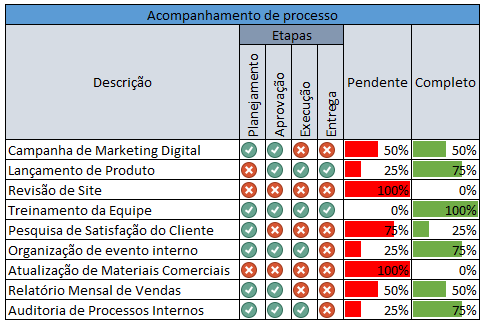 Acompanhamento de processo
Descrição
Etapas
Planejamento
Aprovação
Execução
Entrega
Pendente
Completo
Campanha de Marketing Digital 50% 50%
Lançamento de Produto 25% 75%
Revisão de Site 100% 0%
Treinamento da Equipe 0% 100%
Pesquisa de Satisfação do Cliente 75% 25%
Organização de evento interno 25% 75%
Atualização de Materiais Comerciais 100% 0%
Relatório Mensal de Vendas 50% 50%
Auditoria de Processos Internos 25% 75%